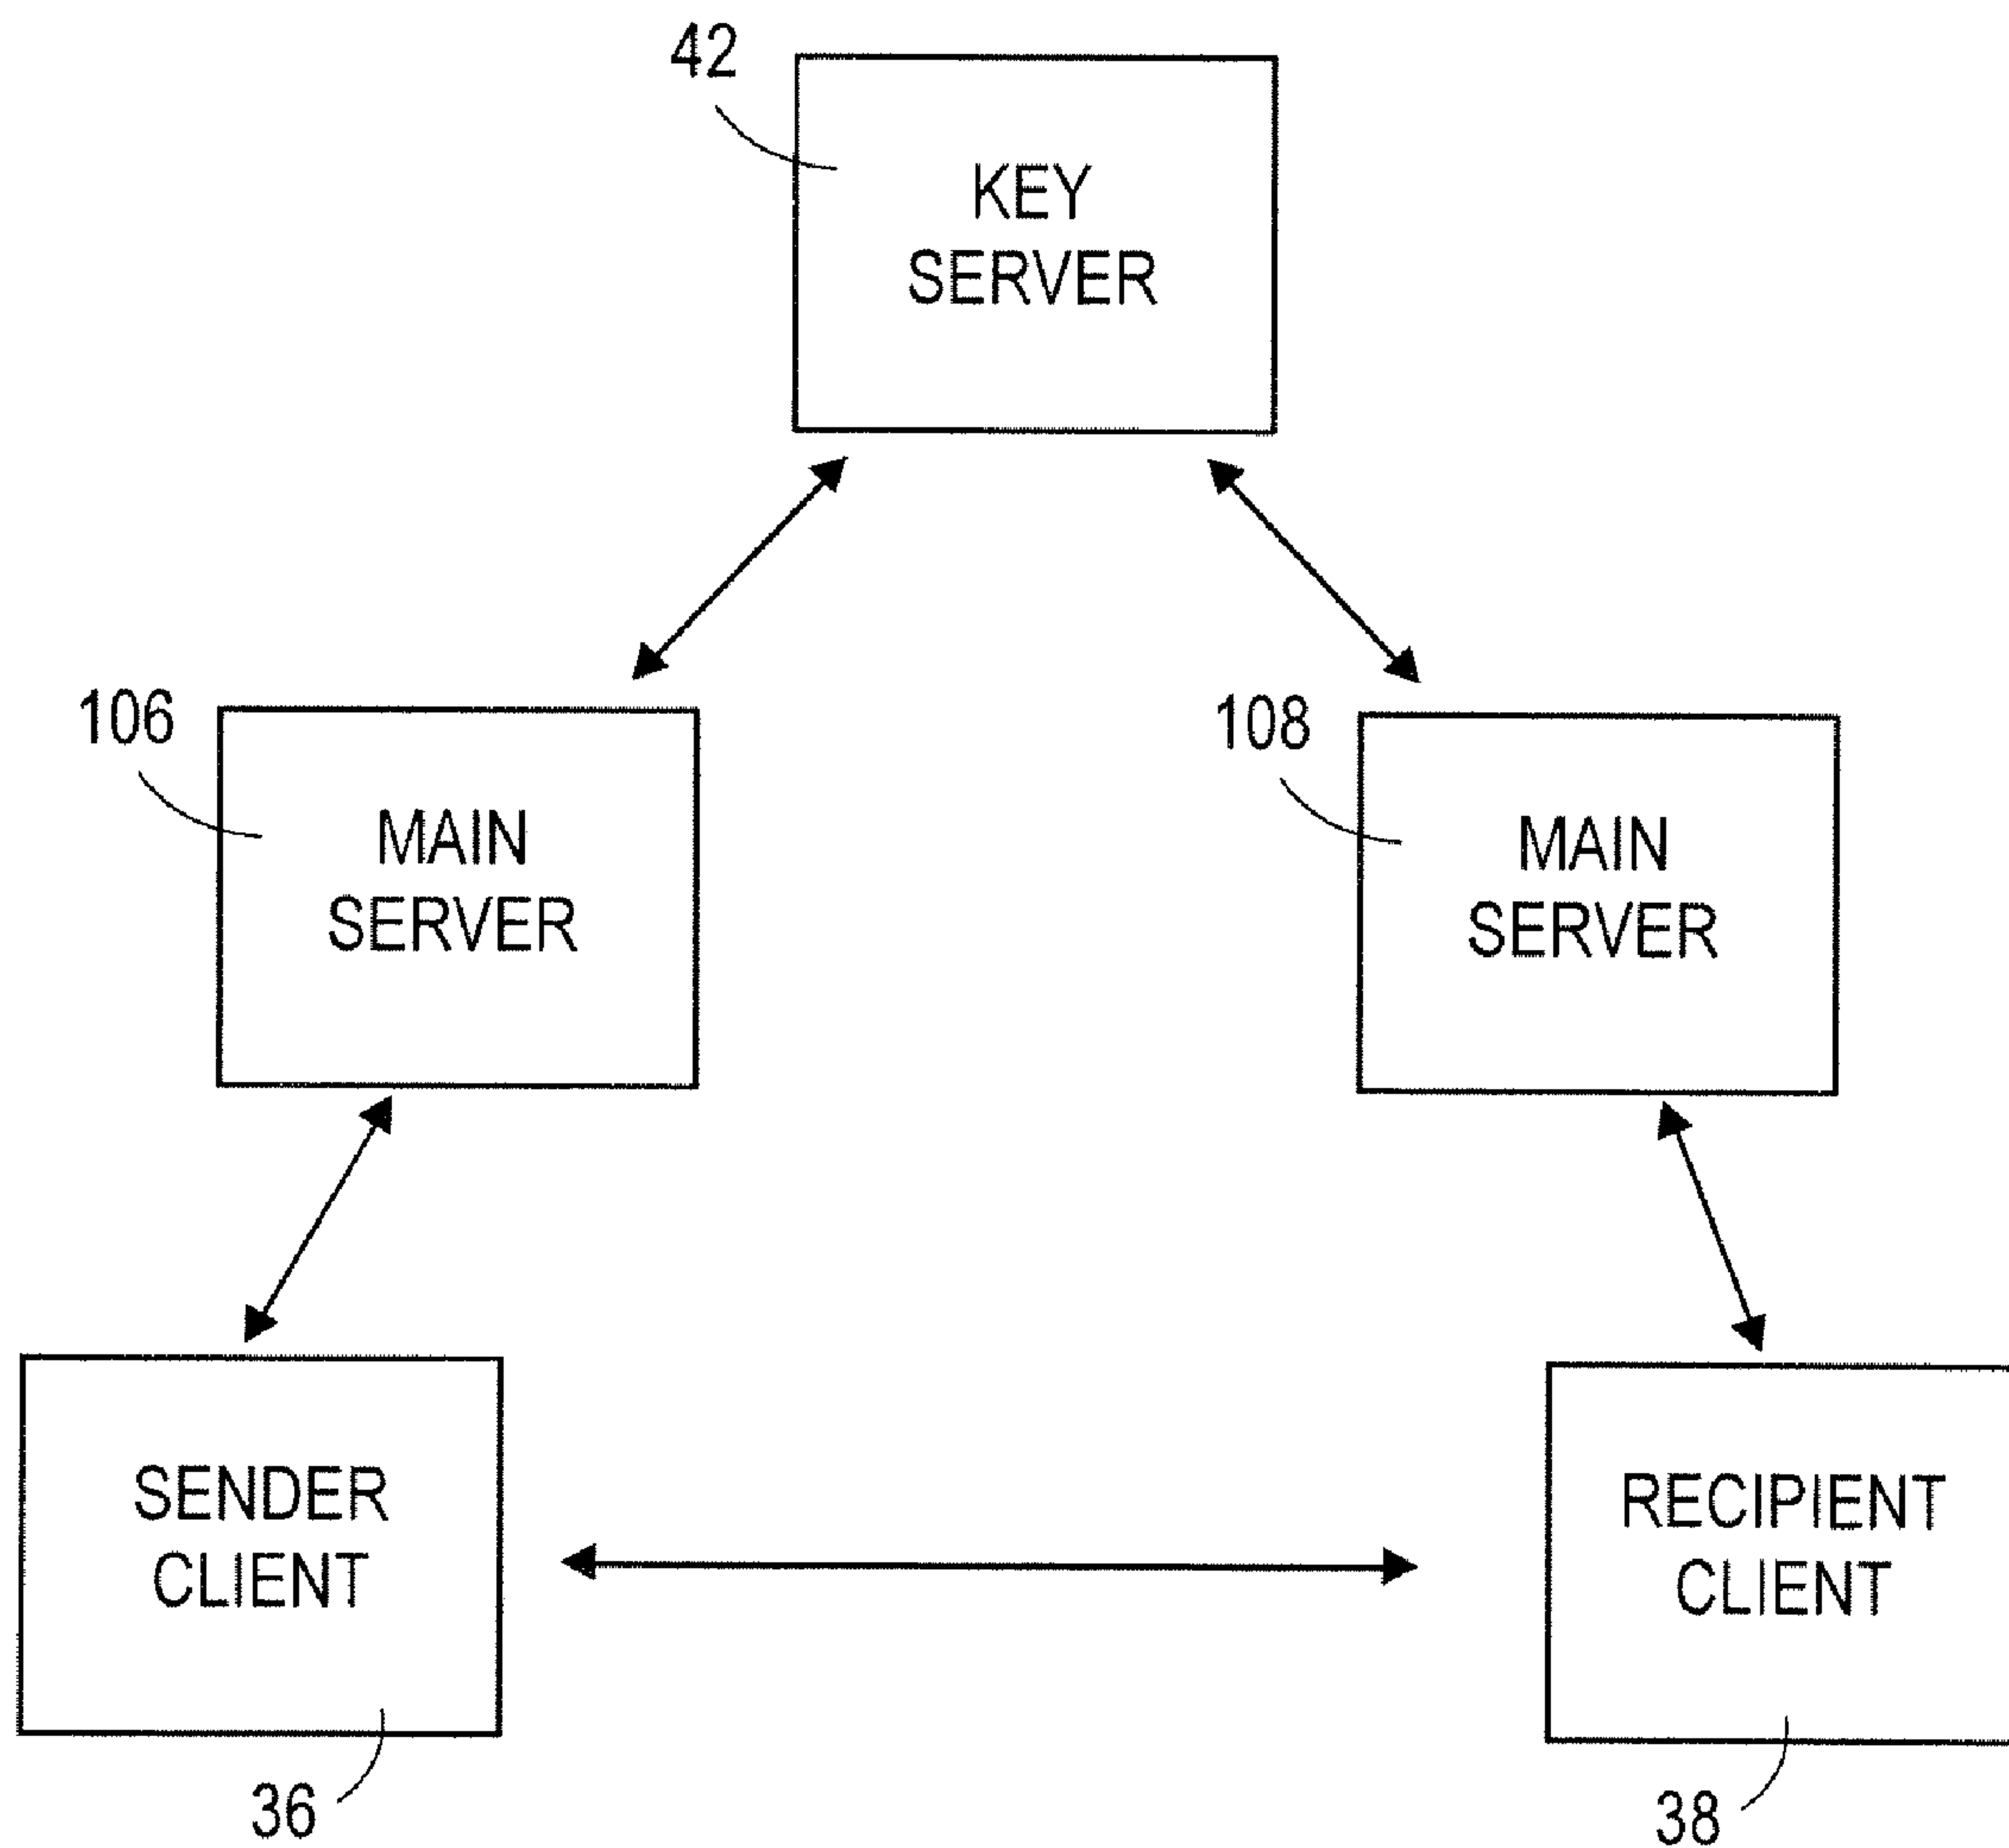 42
KEY
SERVER
106
MAIN
SERVER
108
MAIN
SERVER
SENDER
CLIENT
36
RECIPIENT
CLIENT
38